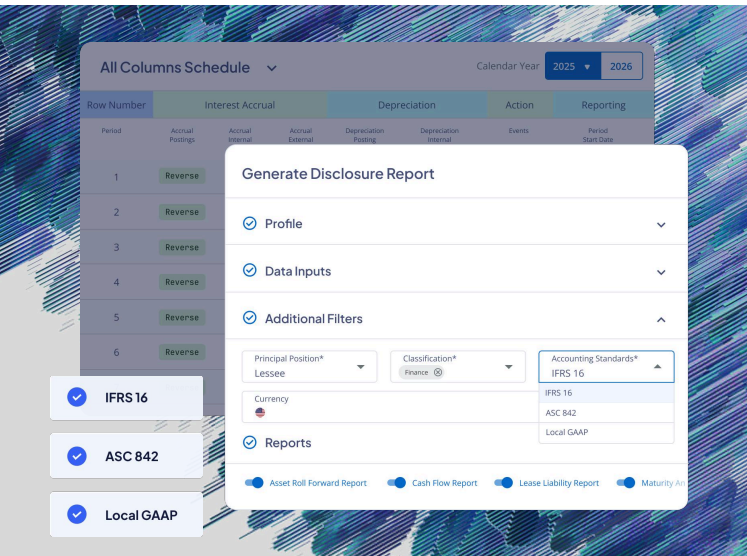 All Columns Schedule
Calendar Year 2025 2026
Row Number Interest Accrual Depreciation Action Reporting
Period Accrual Postings Accrual Internal Accrual External Depreciation Posting Depreciation Internal Events Period Start Date
1 Reverse
2 Reverse
3 Reverse
4 Reverse
5 Reverse
6 Reverse
Generate Disclosure Report
Profile
Data Inputs
Additional Filters
Principal Position* Classification* Accounting Standards*
Lessee Finance IFRS 16
Currency
IFRS 16
ASC 842
Local GAAP
Reports
Asset Roll Forward Report Cash Flow Report Lease Liability Report Maturity An
IFRS 16
ASC 842
Local GAAP